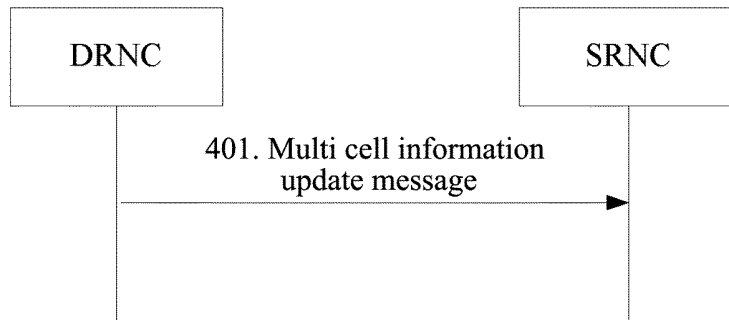 DRNC
SRNC
401. Multi cell information
update message